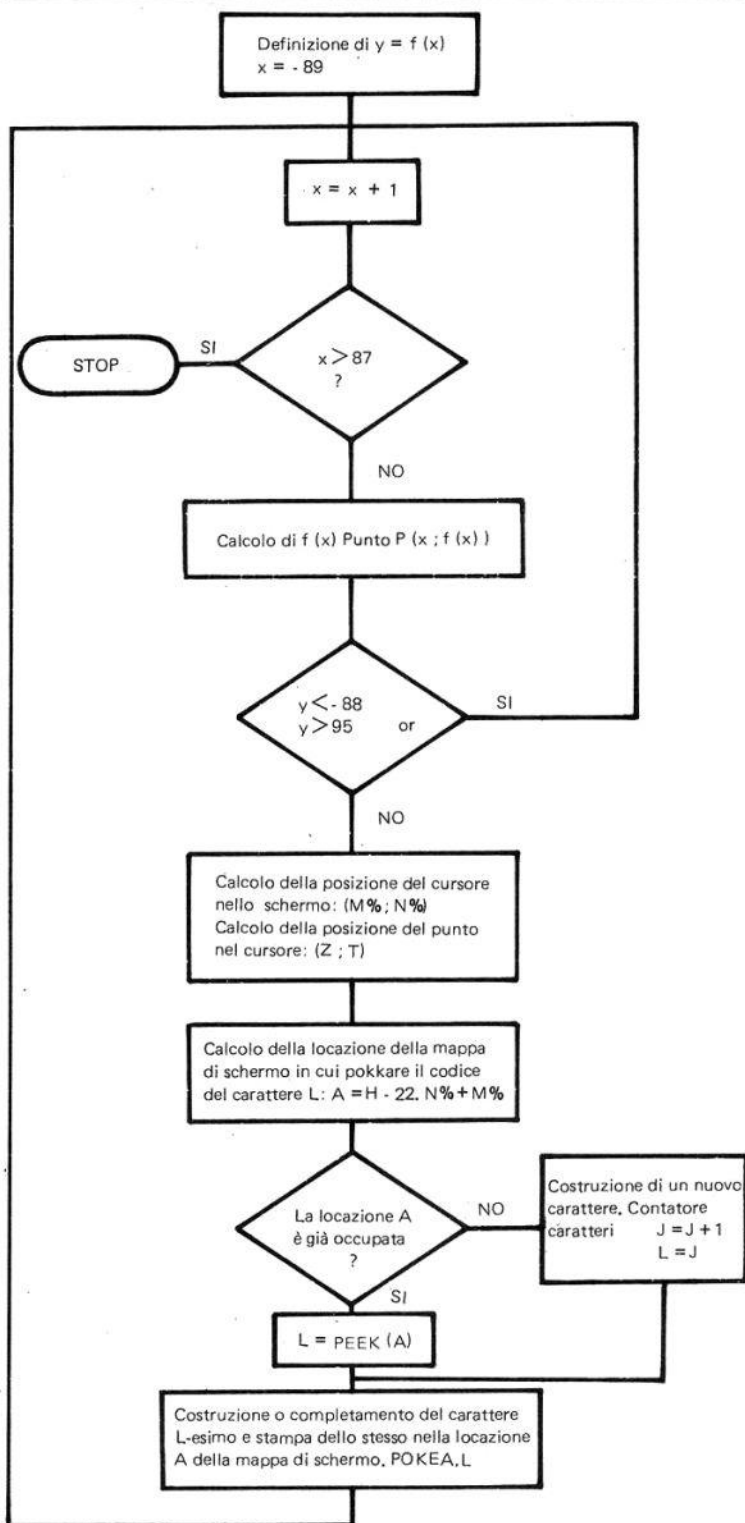 Definizione di y = f (x)
x = - 89
x = x + 1
x > 87
?
SI
STOP
NO
Calcolo di f (x) Punto P (x ; f (x) )
y < - 88
y > 95 or
SI
NO
Calcolo della posizione del cursore
nello schermo: (M% ; N%)
Calcolo della posizione del punto
nel cursore: (Z ; T)
Calcolo della locazione della mappa
di schermo in cui pokkare il codice
del carattere L: A = H - 22. N% + M%
La locazione A
è già occupata
?
NO
Costruzione di un nuovo
carattere. Contatore
caratteri J = J + 1
L = J
SI
L = PEEK (A)
Costruzione o completamento del carattere
L-esimo e stampa dello stesso nella locazione
A della mappa di schermo. POKEA, L